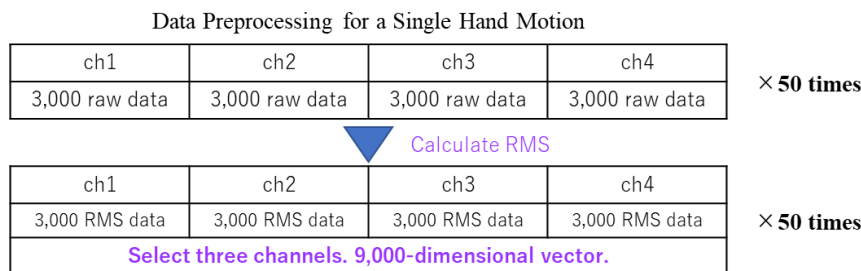 Data Preprocessing for a Single Hand Motion
ch1 ch2 ch3 ch4
3,000 raw data 3,000 raw data 3,000 raw data 3,000 raw data
×50 times
Calculate RMS
ch1 ch2 ch3 ch4
3,000 RMS data 3,000 RMS data 3,000 RMS data 3,000 RMS data
×50 times
Select three channels. 9,000-dimensional vector.